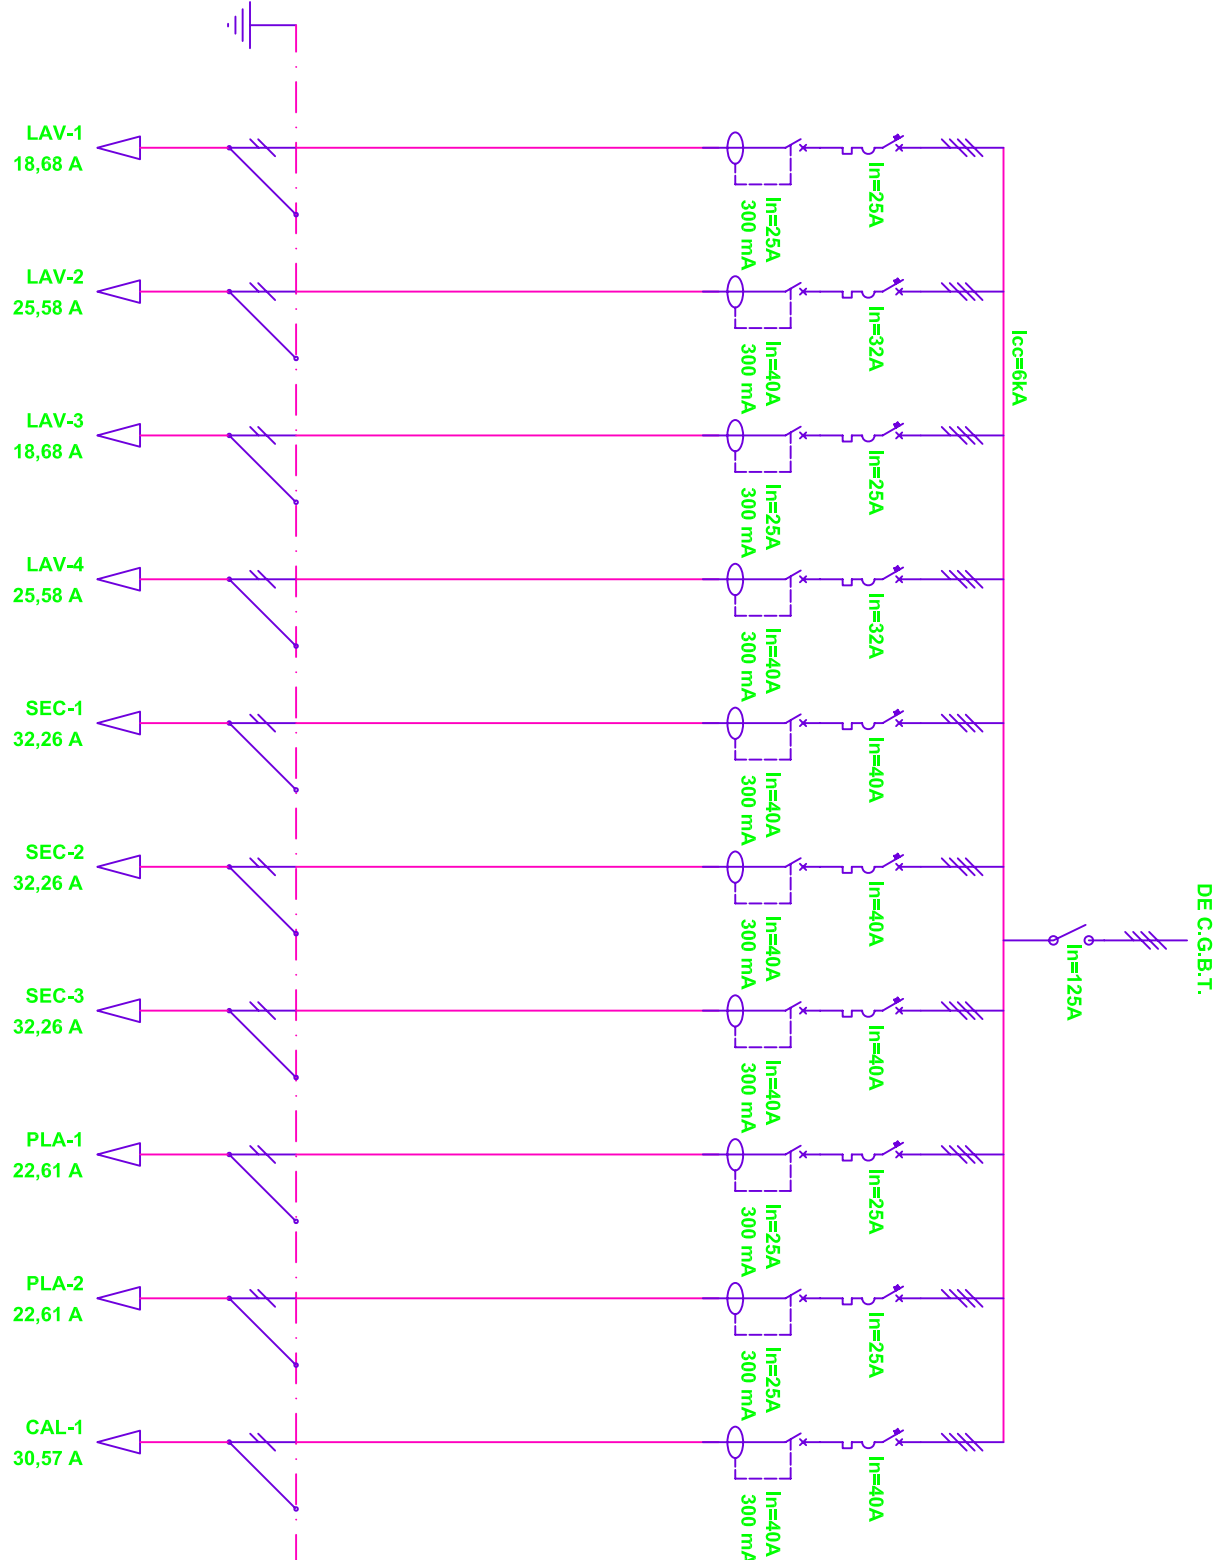 DE C.G.B.T.
In=125A
Icc=6kA
LAV-1
18,68 A
In=25A
300 mA
In=25A
LAV-2
25,58 A
In=40A
300 mA
In=32A
LAV-3
18,68 A
In=25A
300 mA
In=25A
LAV-4
25,58 A
In=40A
300 mA
In=32A
SEC-1
32,26 A
In=40A
300 mA
In=40A
SEC-2
32,26 A
In=40A
300 mA
In=40A
SEC-3
32,26 A
In=40A
300 mA
In=40A
PLA-1
22,61 A
In=25A
300 mA
In=25A
PLA-2
22,61 A
In=25A
300 mA
In=25A
CAL-1
30,57 A
In=40A
300 mA
In=40A